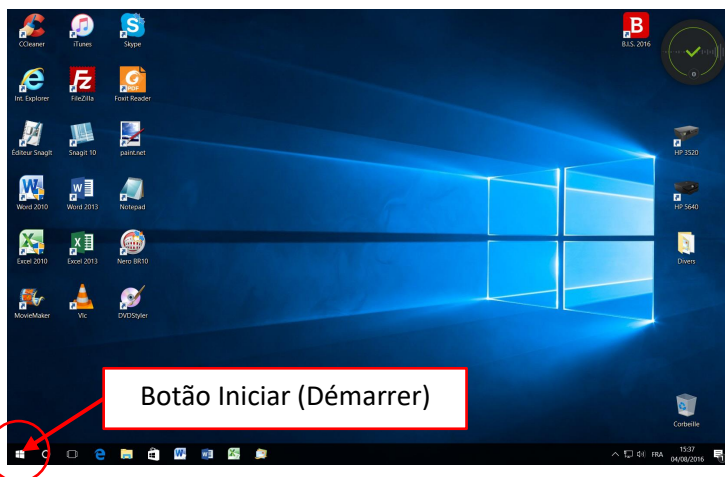 CCleaner
iTunes
Skype
B.I.S. 2016
Int. Explorer
FileZilla
Foxit Reader
Éditeur SnagIt
Snagit 10
paint.net
HP 3520
Word 2010
Word 2013
Notepad
HP 5640
Excel 2010
Excel 2013
Nero BR10
Divers
MovieMaker
Vlc
DVDStyler
Botão Iniciar (Démarrer)
Corbeille
FRA
15:37
04/08/2016